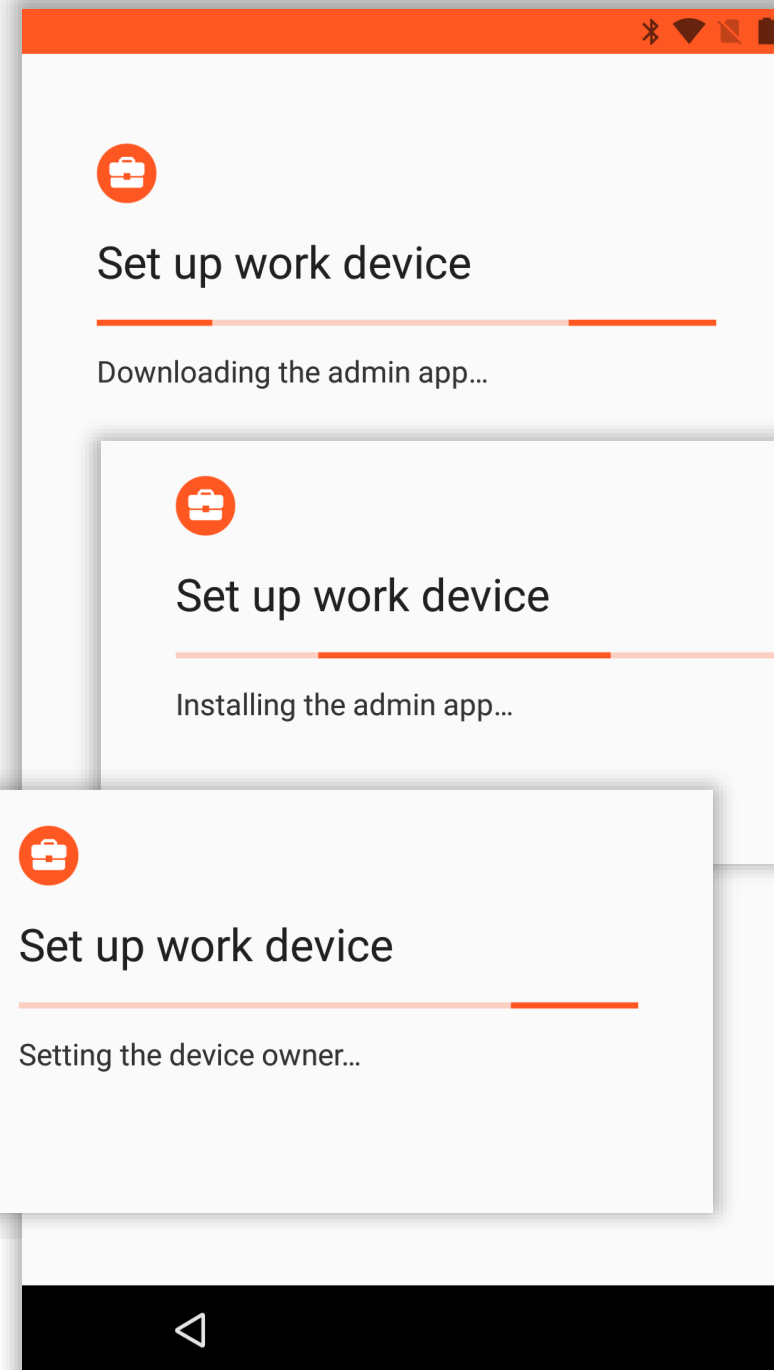 Set up work device
Downloading the admin app…
Set up work device
Installing the admin app…
Set up work device
Setting the device owner…